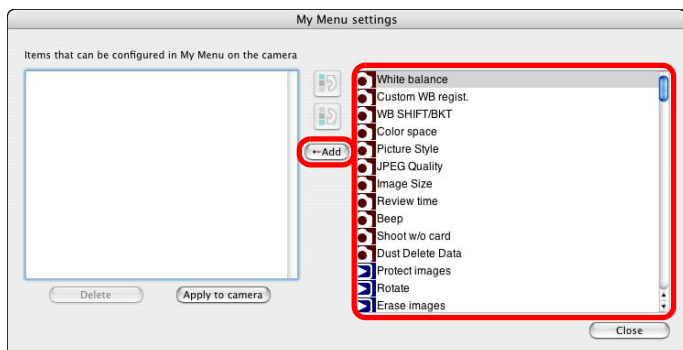 My Menu settings
Items that can be configured in My Menu on the camera
←Add
Delete
Apply to camera
White balance
Custom WB regist.
WB SHIFT/BKT
Color space
Picture Style
JPEG Quality
Image Size
Review time
Beep
Shoot w/o card
Dust Delete Data
Protect images
Rotate
Erase images
Close